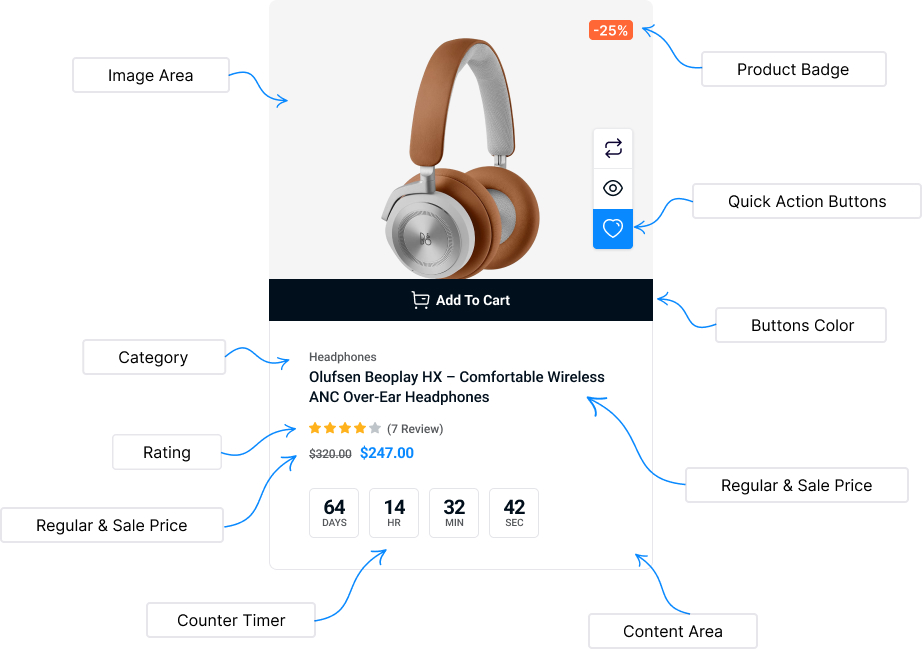 -25%
Product Badge
Image Area
Quick Action Buttons
Add To Cart
Buttons Color
Category
Headphones
Olufsen Beoplay HX – Comfortable Wireless
ANC Over-Ear Headphones
Rating
(7 Review)
$320.00 $247.00
Regular & Sale Price
Regular & Sale Price
64 14 32 42
DAYS HR MIN SEC
Counter Timer
Content Area